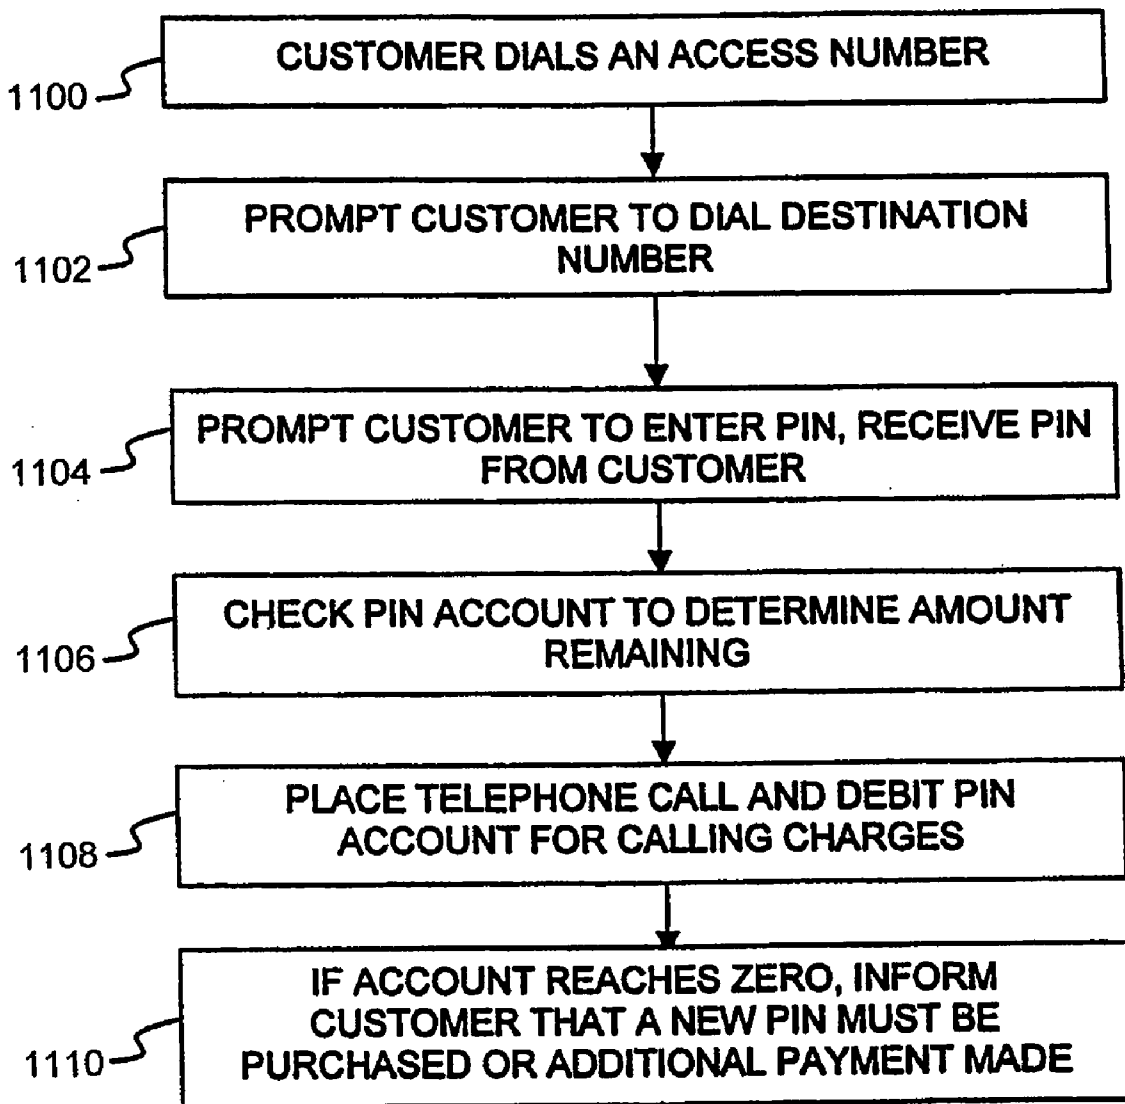 CUSTOMER DIALS AN ACCESS NUMBER
1100
PROMPT CUSTOMER TO DIAL DESTINATION
NUMBER
1102
PROMPT CUSTOMER TO ENTER PIN, RECEIVE PIN
FROM CUSTOMER
1104
CHECK PIN ACCOUNT TO DETERMINE AMOUNT
REMAINING
1106
PLACE TELEPHONE CALL AND DEBIT PIN
ACCOUNT FOR CALLING CHARGES
1108
IF ACCOUNT REACHES ZERO, INFORM
CUSTOMER THAT A NEW PIN MUST BE
PURCHASED OR ADDITIONAL PAYMENT MADE
1110